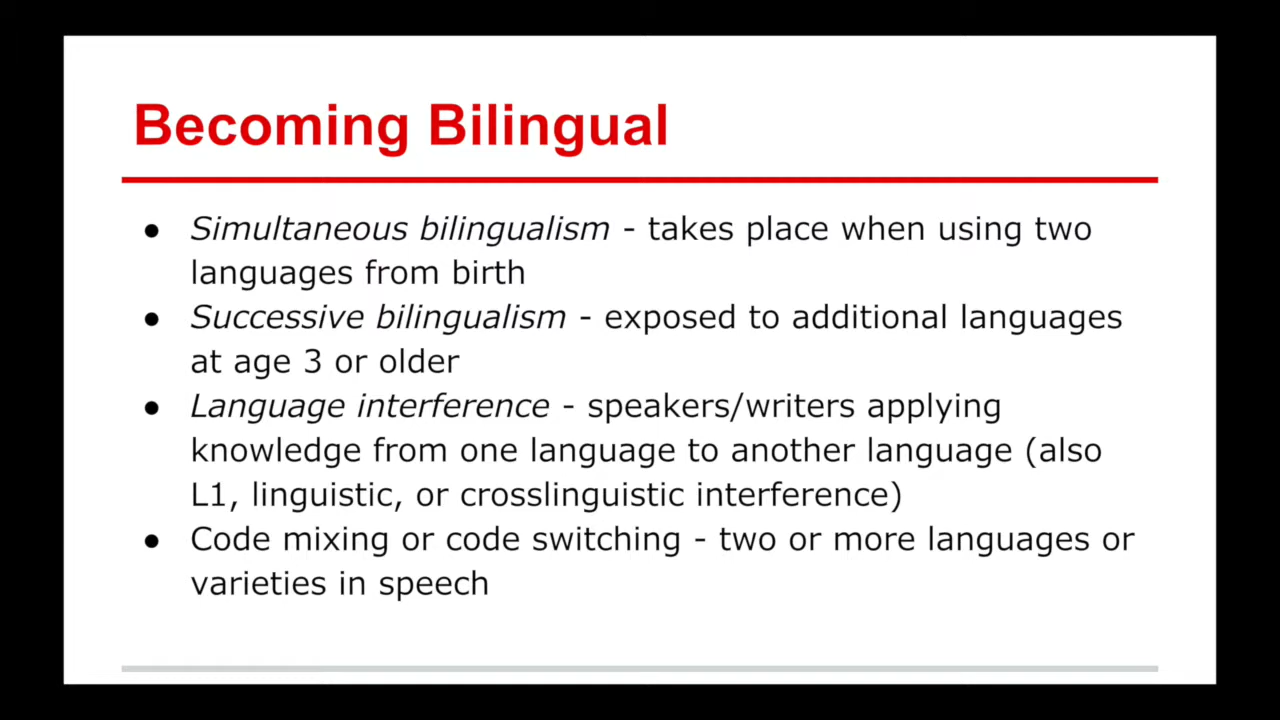 Becoming Bilingual
● Simultaneous bilingualism - takes place when using two
languages from birth
● Successive bilingualism - exposed to additional languages
at age 3 or older
● Language interference - speakers/writers applying
knowledge from one language to another language (also
L1, linguistic, or crosslinguistic interference)
● Code mixing or code switching - two or more languages or
varieties in speech